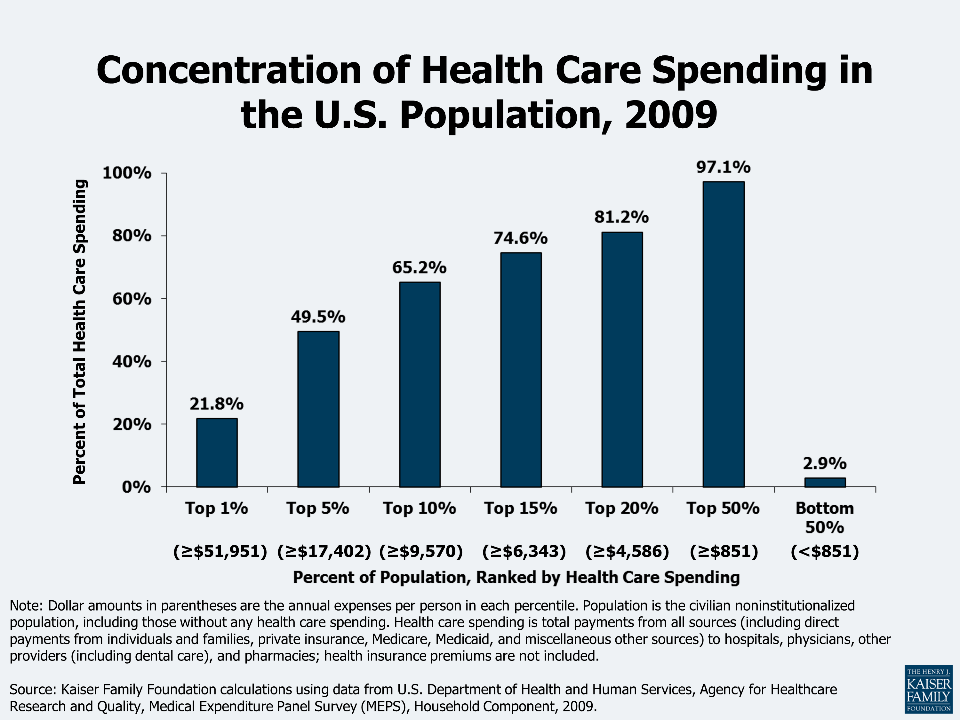 Concentration of Health Care Spending in
the U.S. Population, 2009
Percent of Total Health Care Spending
100%
80%
60%
40%
20%
0%
21.8%
49.5%
65.2%
74.6%
81.2%
97.1%
2.9%
Top 1% Top 5% Top 10% Top 15% Top 20% Top 50% Bottom
50%
(≥$51,951) (≥$17,402) (≥$9,570) (≥$6,343) (≥$4,586) (≥$851) (<$851)
Percent of Population, Ranked by Health Care Spending
Note: Dollar amounts in parentheses are the annual expenses per person in each percentile. Population is the civilian noninstitutionalized
population, including those without any health care spending. Health care spending is total payments from all sources (including direct
payments from individuals and families, private insurance, Medicare, Medicaid, and miscellaneous other sources) to hospitals, physicians, other
providers (including dental care), and pharmacies; health insurance premiums are not included.
Source: Kaiser Family Foundation calculations using data from U.S. Department of Health and Human Services, Agency for Healthcare
Research and Quality, Medical Expenditure Panel Survey (MEPS), Household Component, 2009.
THE HENRY J.
KAISER
FAMILY
FOUNDATION